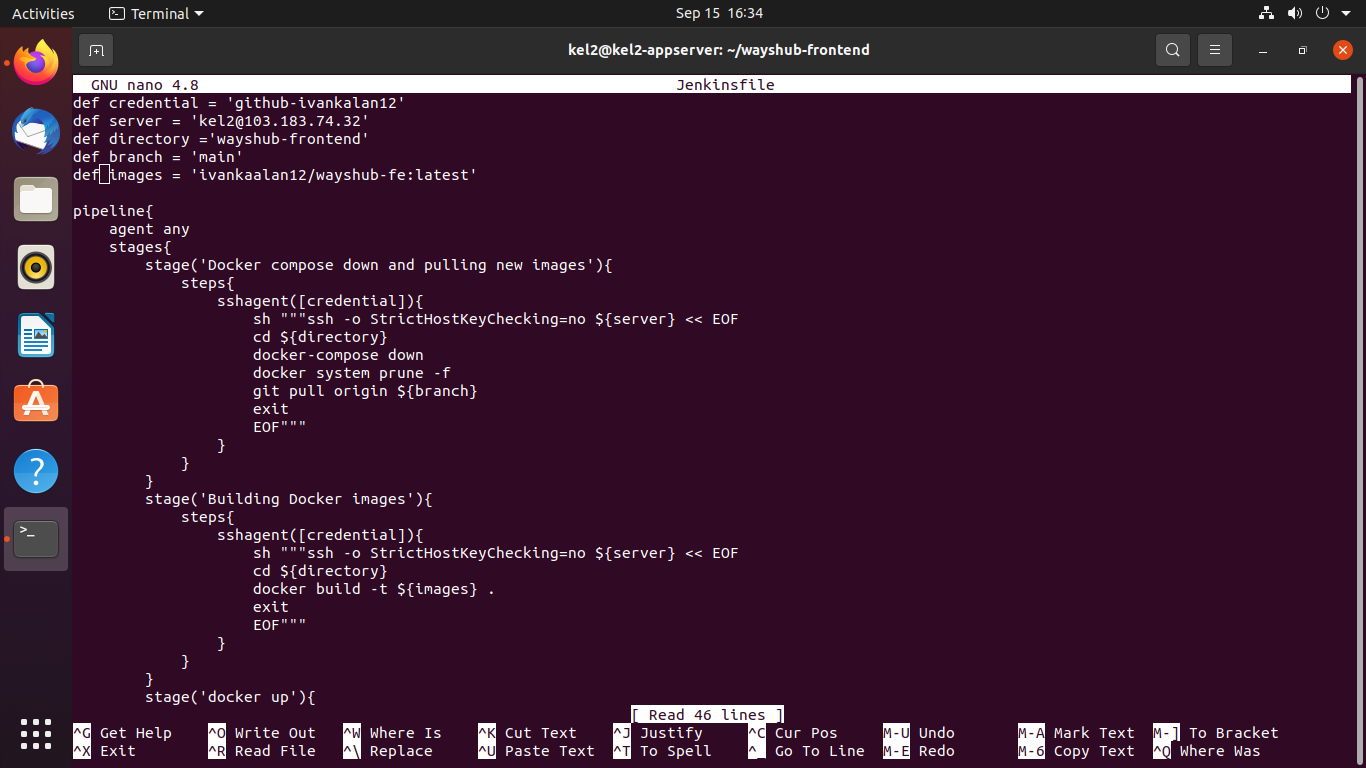 Activities Terminal Sep 15 16:34
kel2@kel2-appserver: ~/wayshub-frontend
GNU nano 4.8 Jenkinsfile
def credential = 'github-ivankalan12'
def server = 'kel2@103.183.74.32'
def directory ='wayshub-frontend'
def branch = 'main'
def images = 'ivankaalan12/wayshub-fe:latest'
pipeline{
    agent any
    stages{
        stage('Docker compose down and pulling new images'){
            steps{
                sshagent([credential]){
                    sh """ssh -o StrictHostKeyChecking=no ${server} << EOF
                    cd ${directory}
                    docker-compose down
                    docker system prune -f
                    git pull origin ${branch}
                    exit
                    EOF"""
                }
            }
        }
        stage('Building Docker images'){
            steps{
                sshagent([credential]){
                    sh """ssh -o StrictHostKeyChecking=no ${server} << EOF
                    cd ${directory}
                    docker build -t ${images} .
                    exit
                    EOF"""
                }
            }
        }
        stage('docker up'){
[ Read 46 lines ]
^G Get Help ^O Write Out ^W Where Is ^K Cut Text ^J Justify ^C Cur Pos M-U Undo M-A Mark Text M-] To Bracket
^X Exit ^R Read File ^\ Replace ^U Paste Text ^T To Spell ^_ Go To Line M-E Redo M-6 Copy Text ^Q Where Was